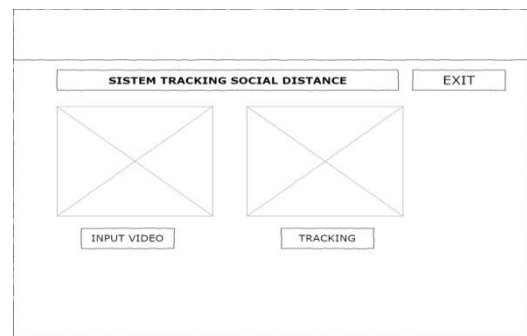 SISTEM TRACKING SOCIAL DISTANCE
EXIT
INPUT VIDEO
TRACKING